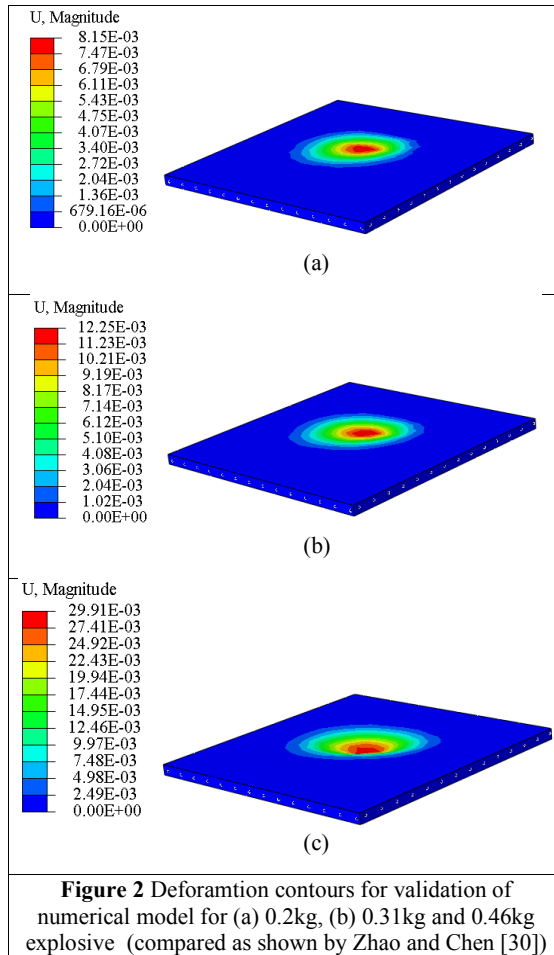 U, Magnitude
8.15E-03
7.47E-03
6.79E-03
6.11E-03
5.43E-03
4.75E-03
4.07E-03
3.40E-03
2.72E-03
2.04E-03
1.36E-03
679.16E-06
0.00E+00
(a)
U, Magnitude
12.25E-03
11.23E-03
10.21E-03
9.19E-03
8.17E-03
7.14E-03
6.12E-03
5.10E-03
4.08E-03
3.06E-03
2.04E-03
1.02E-03
0.00E+00
(b)
U, Magnitude
29.91E-03
27.41E-03
24.92E-03
22.43E-03
19.94E-03
17.44E-03
14.95E-03
12.46E-03
9.97E-03
7.48E-03
4.98E-03
2.49E-03
0.00E+00
(c)
Figure 2 Deforamtion contours for validation of
numerical model for (a) 0.2kg, (b) 0.31kg and 0.46kg
explosive (compared as shown by Zhao and Chen [30])